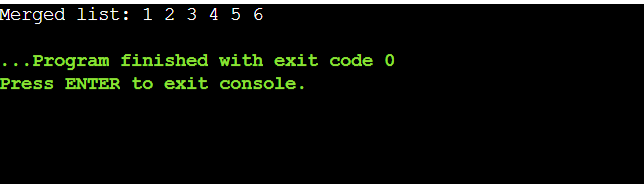 Merged list: 1 2 3 4 5 6
...Program finished with exit code 0
Press ENTER to exit console.